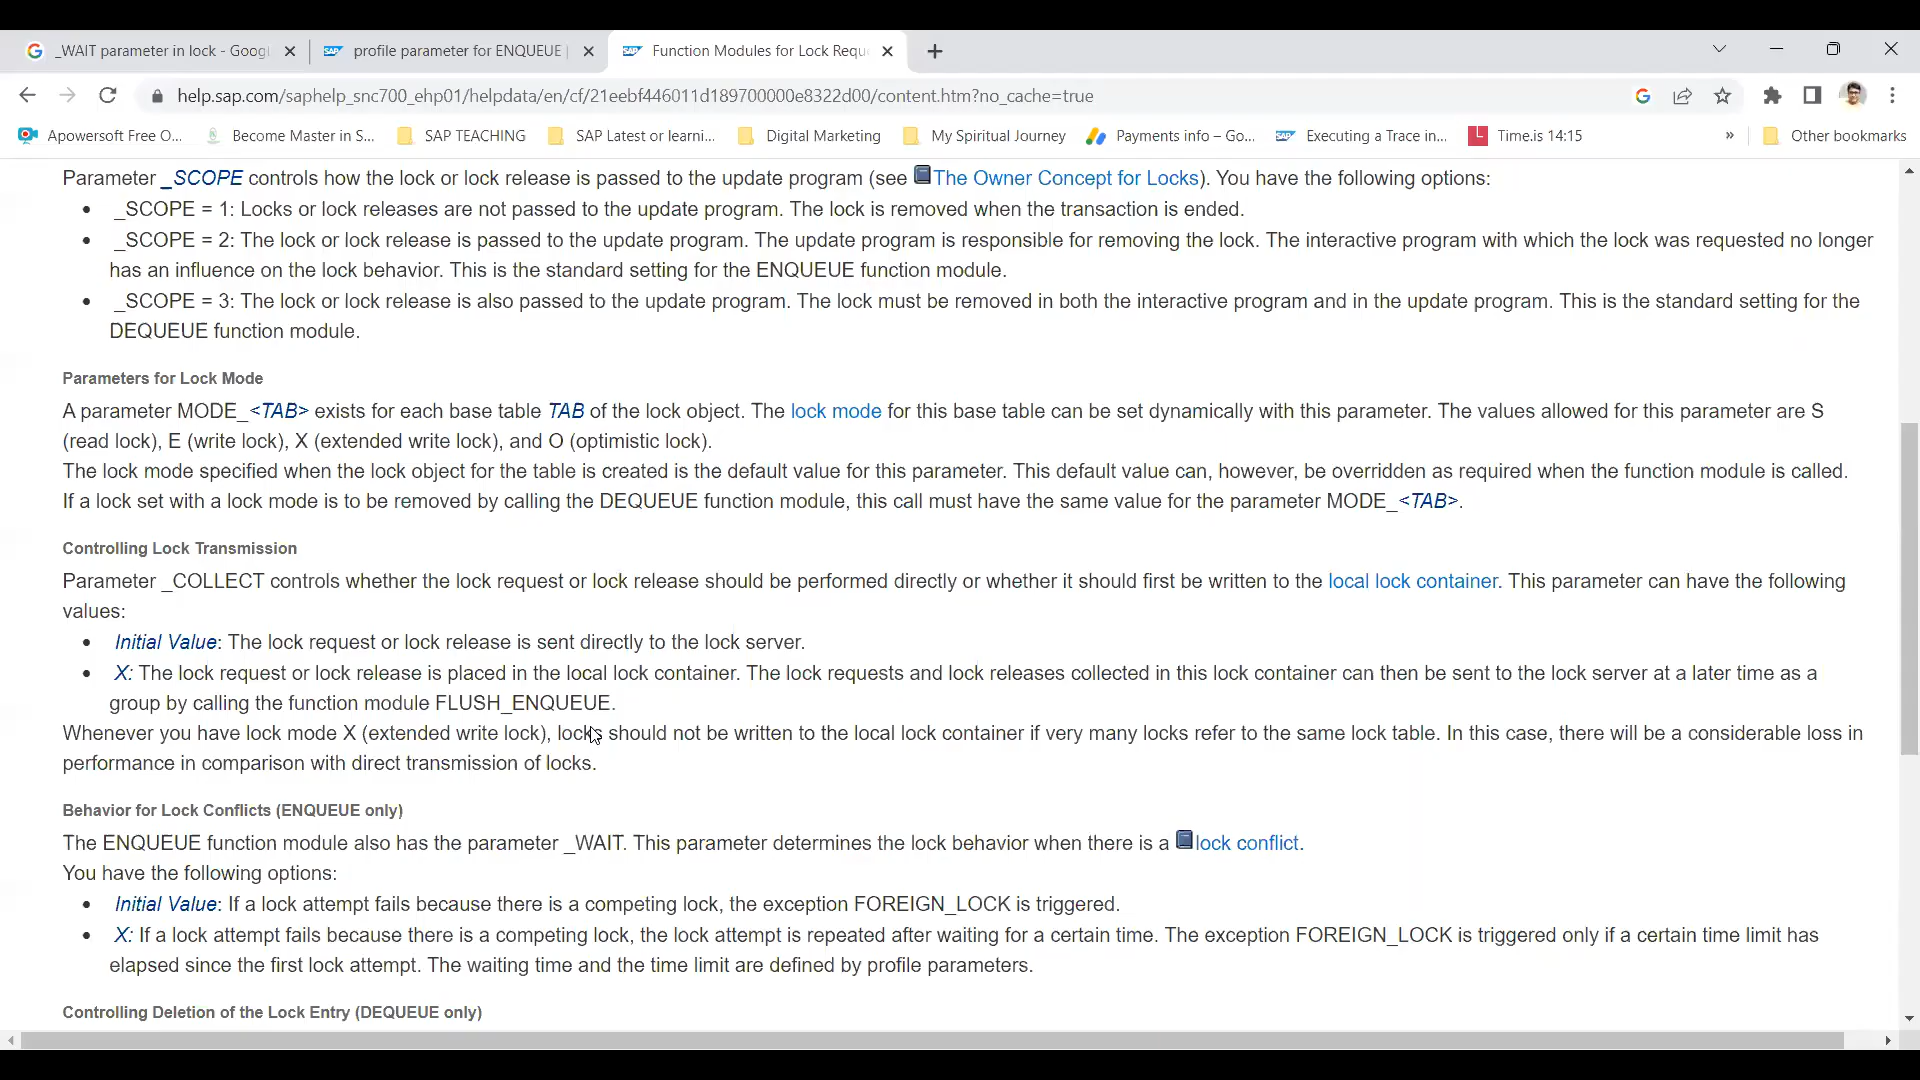 _WAIT parameter in lock - Googl
profile parameter for ENQUEUE |
Function Modules for Lock Requ
help.sap.com/saphelp_snc700_ehp01/helpdata/en/cf/21eebf446011d189700000e8322d00/content.htm?no_cache=true
Apowersoft Free O... Become Master in S... SAP TEACHING SAP Latest or learni... Digital Marketing My Spiritual Journey Payments info – Go... Executing a Trace in... Time.is 14:15 » Other bookmarks
Parameter _SCOPE controls how the lock or lock release is passed to the update program (see The Owner Concept for Locks). You have the following options:
• _SCOPE = 1: Locks or lock releases are not passed to the update program. The lock is removed when the transaction is ended.
• _SCOPE = 2: The lock or lock release is passed to the update program. The update program is responsible for removing the lock. The interactive program with which the lock was requested no longer
has an influence on the lock behavior. This is the standard setting for the ENQUEUE function module.
• _SCOPE = 3: The lock or lock release is also passed to the update program. The lock must be removed in both the interactive program and in the update program. This is the standard setting for the
DEQUEUE function module.
Parameters for Lock Mode
A parameter MODE_<TAB> exists for each base table TAB of the lock object. The lock mode for this base table can be set dynamically with this parameter. The values allowed for this parameter are S
(read lock), E (write lock), X (extended write lock), and O (optimistic lock).
The lock mode specified when the lock object for the table is created is the default value for this parameter. This default value can, however, be overridden as required when the function module is called.
If a lock set with a lock mode is to be removed by calling the DEQUEUE function module, this call must have the same value for the parameter MODE_<TAB>.
Controlling Lock Transmission
Parameter _COLLECT controls whether the lock request or lock release should be performed directly or whether it should first be written to the local lock container. This parameter can have the following
values:
• Initial Value: The lock request or lock release is sent directly to the lock server.
• X: The lock request or lock release is placed in the local lock container. The lock requests and lock releases collected in this lock container can then be sent to the lock server at a later time as a
group by calling the function module FLUSH_ENQUEUE.
Whenever you have lock mode X (extended write lock), locks should not be written to the local lock container if very many locks refer to the same lock table. In this case, there will be a considerable loss in
performance in comparison with direct transmission of locks.
Behavior for Lock Conflicts (ENQUEUE only)
The ENQUEUE function module also has the parameter _WAIT. This parameter determines the lock behavior when there is a lock conflict.
You have the following options:
• Initial Value: If a lock attempt fails because there is a competing lock, the exception FOREIGN_LOCK is triggered.
• X: If a lock attempt fails because there is a competing lock, the lock attempt is repeated after waiting for a certain time. The exception FOREIGN_LOCK is triggered only if a certain time limit has
elapsed since the first lock attempt. The waiting time and the time limit are defined by profile parameters.
Controlling Deletion of the Lock Entry (DEQUEUE only)